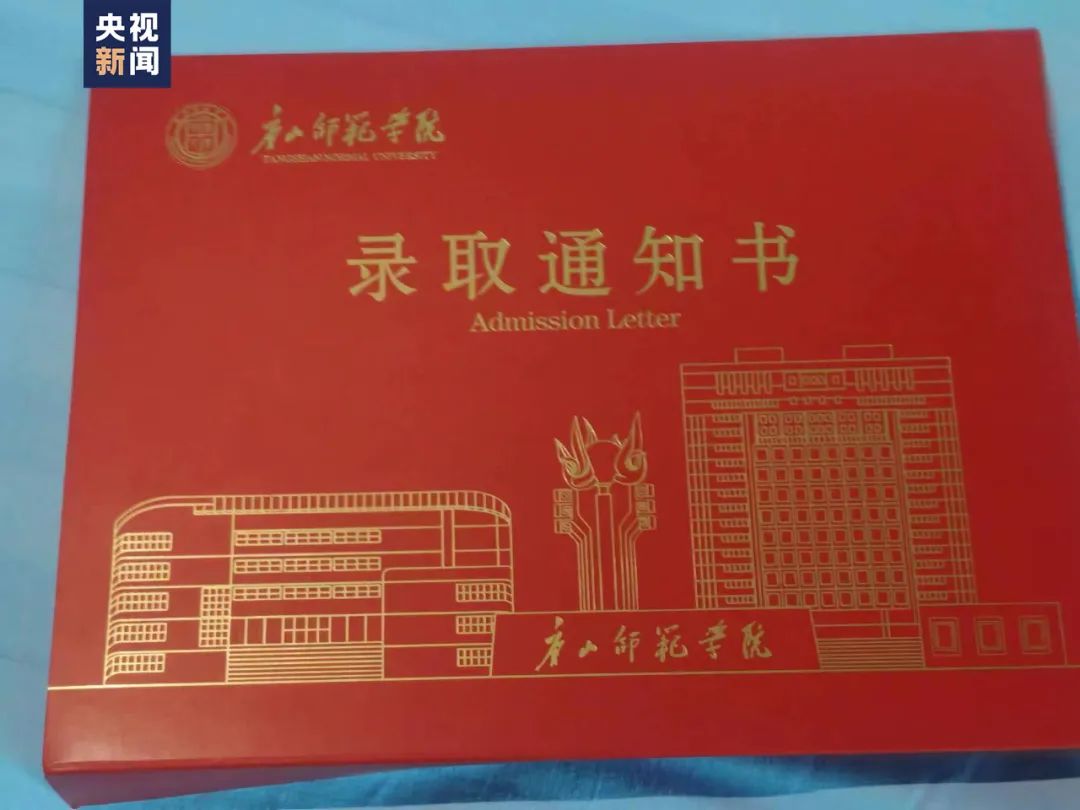 央视
新闻
唐山师范学院
TANGSHAN NORMAL UNIVERSITY
录取通知书
Admission Letter
唐山师范学院